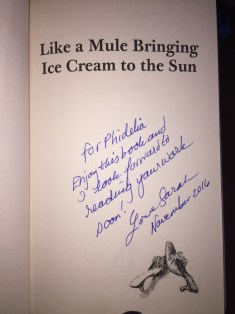 Like a Mule Bringing
Ice Cream to the Sun
for Phidelia
Enjoy this book and
I look forward to
reading your work
soon!
Love Sarah
November 2016